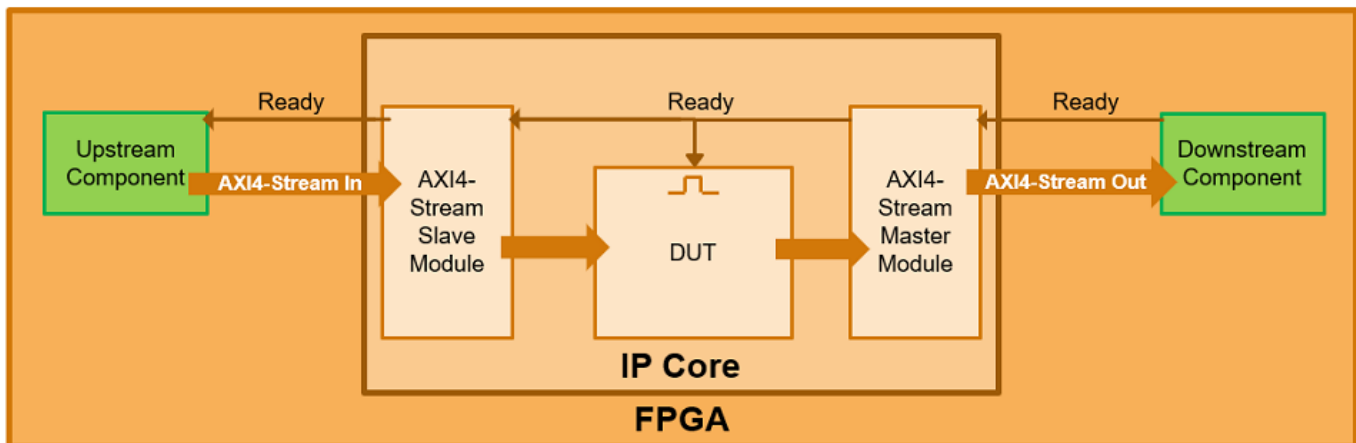 Ready
Ready
Ready
Upstream
Component
AXI4-Stream In
AXI4-
Stream
Slave
Module
DUT
AXI4-
Stream
Master
Module
AXI4-Stream Out
Downstream
Component
IP Core
FPGA